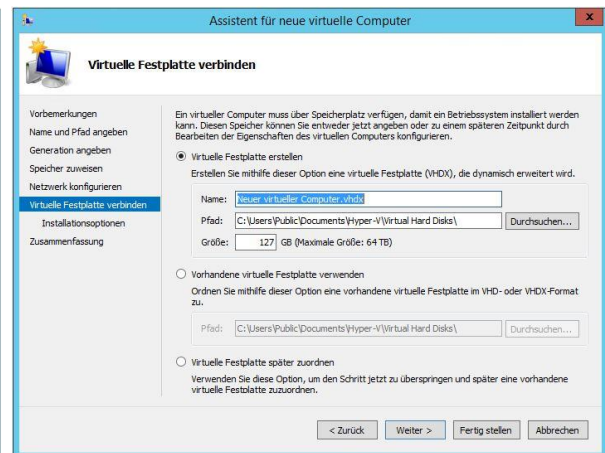 Assistent für neue virtuelle Computer
x
Virtuelle Festplatte verbinden
Vorbemerkungen
Name und Pfad angeben
Generation angeben
Speicher zuweisen
Netzwerk konfigurieren
Virtuelle Festplatte verbinden
Installationsoptionen
Zusammenfassung
Ein virtueller Computer muss über Speicherplatz verfügen, damit ein Betriebssystem installiert werden
kann. Diesen Speicher können Sie entweder jetzt angeben oder zu einem späteren Zeitpunkt durch
Bearbeiten der Eigenschaften des virtuellen Computers konfigurieren.
Virtuelle Festplatte erstellen
Erstellen Sie mithilfe dieser Option eine virtuelle Festplatte (VHDX), die dynamisch erweitert wird.
Name: Neuer virtueller Computer.vhdx
Pfad: C:\Users\Public\Documents\Hyper-V\Virtual Hard Disks\ Durchsuchen...
Größe: 127 GB (Maximale Größe: 64 TB)
Vorhandene virtuelle Festplatte verwenden
Ordnen Sie mithilfe dieser Option eine vorhandene virtuelle Festplatte im VHD- oder VHDX-Format
zu.
Pfad: C:\Users\Public\Documents\Hyper-V\Virtual Hard Disks\ Durchsuchen...
Virtuelle Festplatte später zuordnen
Verwenden Sie diese Option, um den Schritt jetzt zu überspringen und später eine vorhandene
virtuelle Festplatte zuzuordnen.
< Zurück Weiter > Fertig stellen Abbrechen